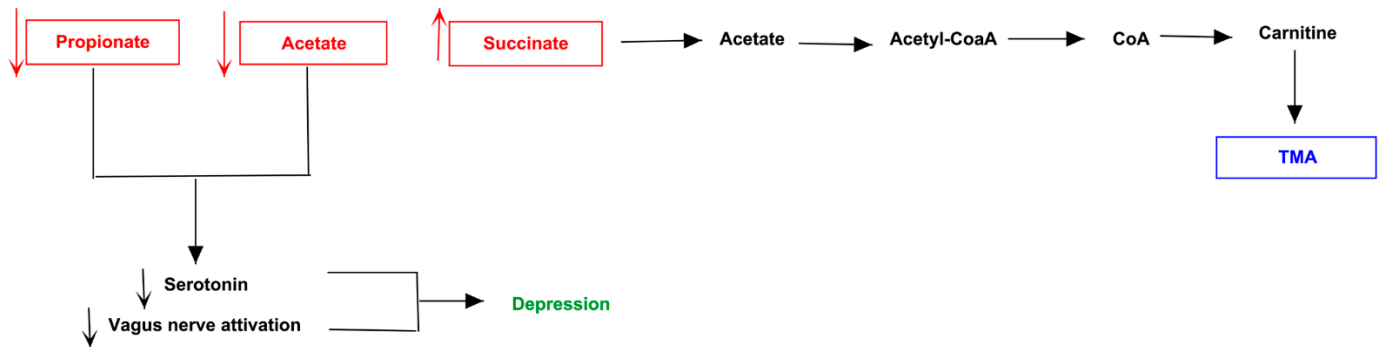 Propionate
Acetate
Succinate
Acetate
Acetyl-CoaA
CoA
Carnitine
TMA
Serotonin
Vagus nerve attivation
Depression